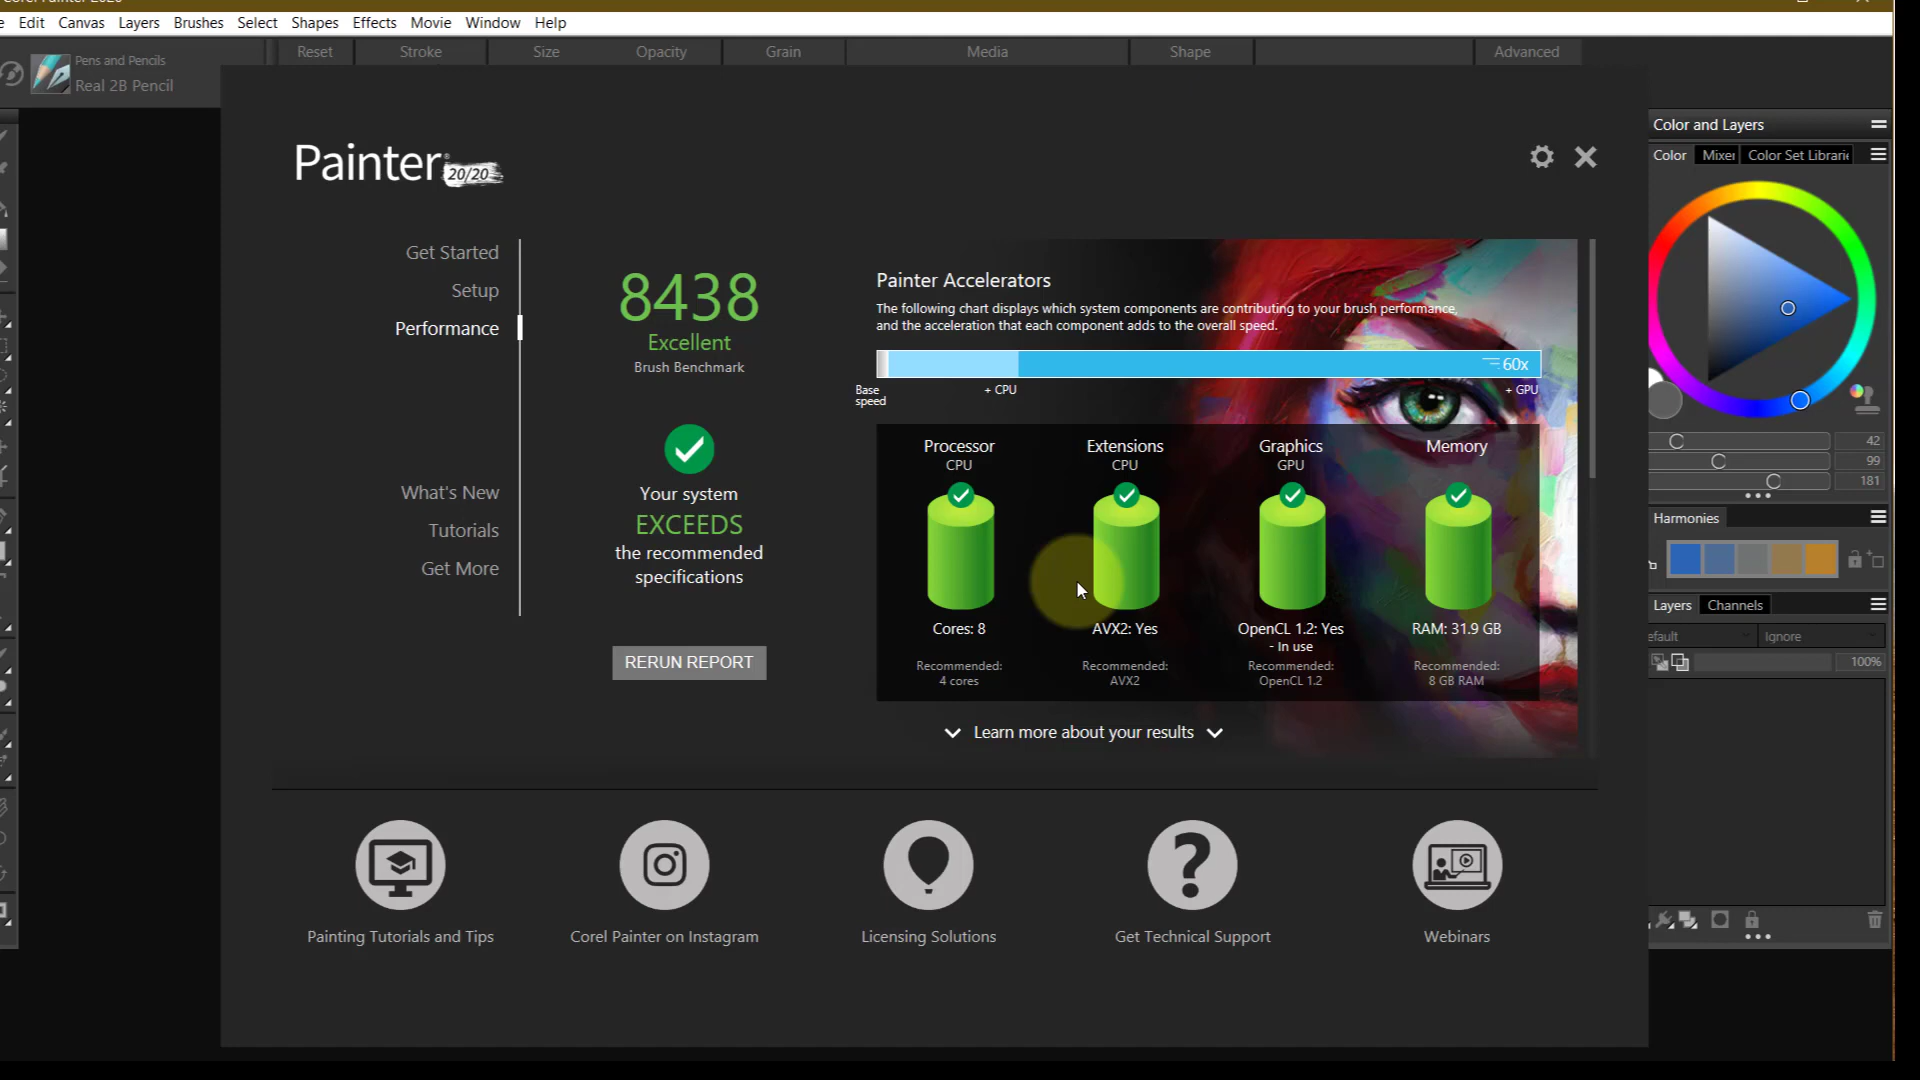 Edit Canvas Layers Brushes Select Shapes Effects Movie Window Help
Reset Stroke Size Opacity Grain Media Shape Advanced
Pens and Pencils
Real 2B Pencil
Painter® 20/20
Get Started
Setup
Performance
What's New
Tutorials
Get More
8438
Excellent
Brush Benchmark
Your system
EXCEEDS
the recommended
specifications
RERUN REPORT
Painter Accelerators
The following chart displays which system components are contributing to your brush performance,
and the acceleration that each component adds to the overall speed.
60x
Base
speed
+ CPU
+ GPU
Processor
CPU
Cores: 8
Recommended:
4 cores
Extensions
CPU
AVX2: Yes
Recommended:
AVX2
Graphics
GPU
OpenCL 1.2: Yes
- In use
Recommended:
OpenCL 1.2
Memory
RAM: 31.9 GB
Recommended:
8 GB RAM
Learn more about your results
Painting Tutorials and Tips
Corel Painter on Instagram
Licensing Solutions
Get Technical Support
Webinars
Color and Layers
Color Mixer Color Set Librarie
42
99
181
Harmonies
Layers Channels
efault Ignore
100%